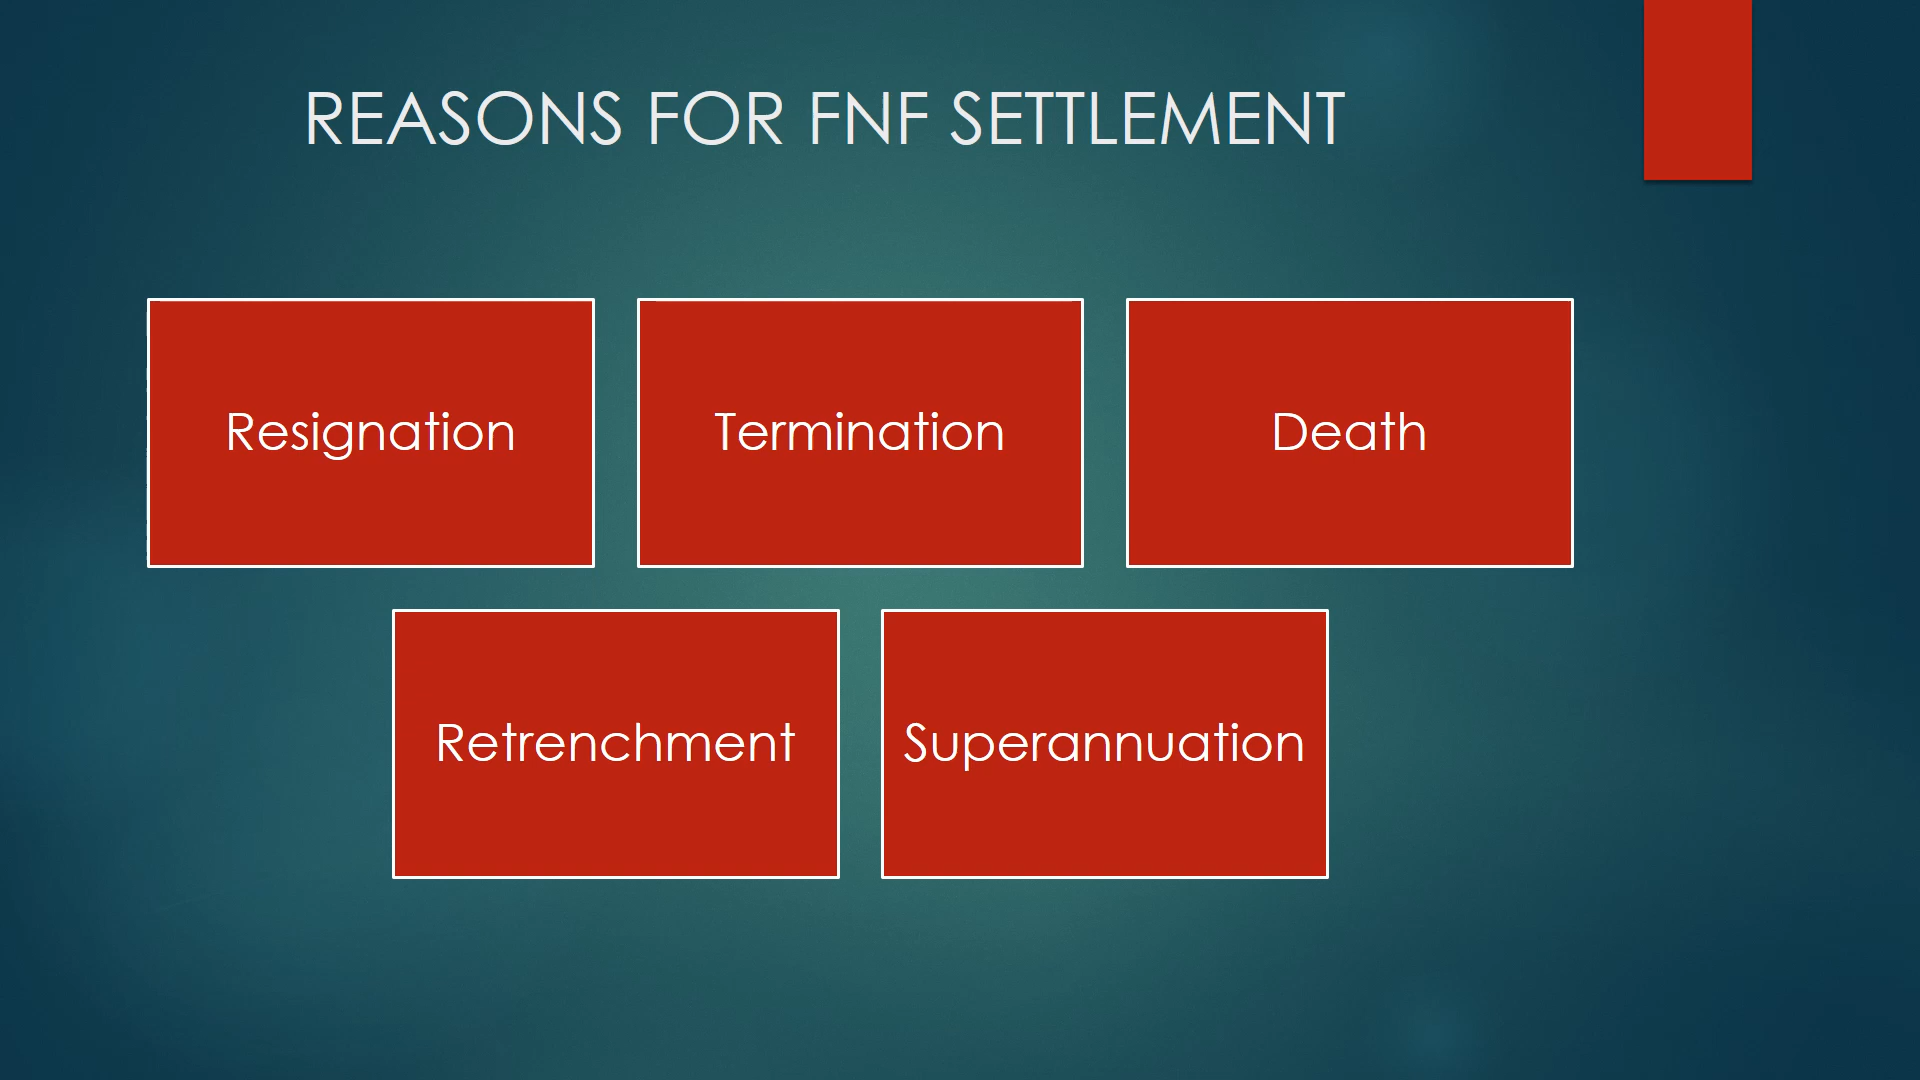 REASONS FOR FNF SETTLEMENT
Resignation
Termination
Death
Retrenchment
Superannuation